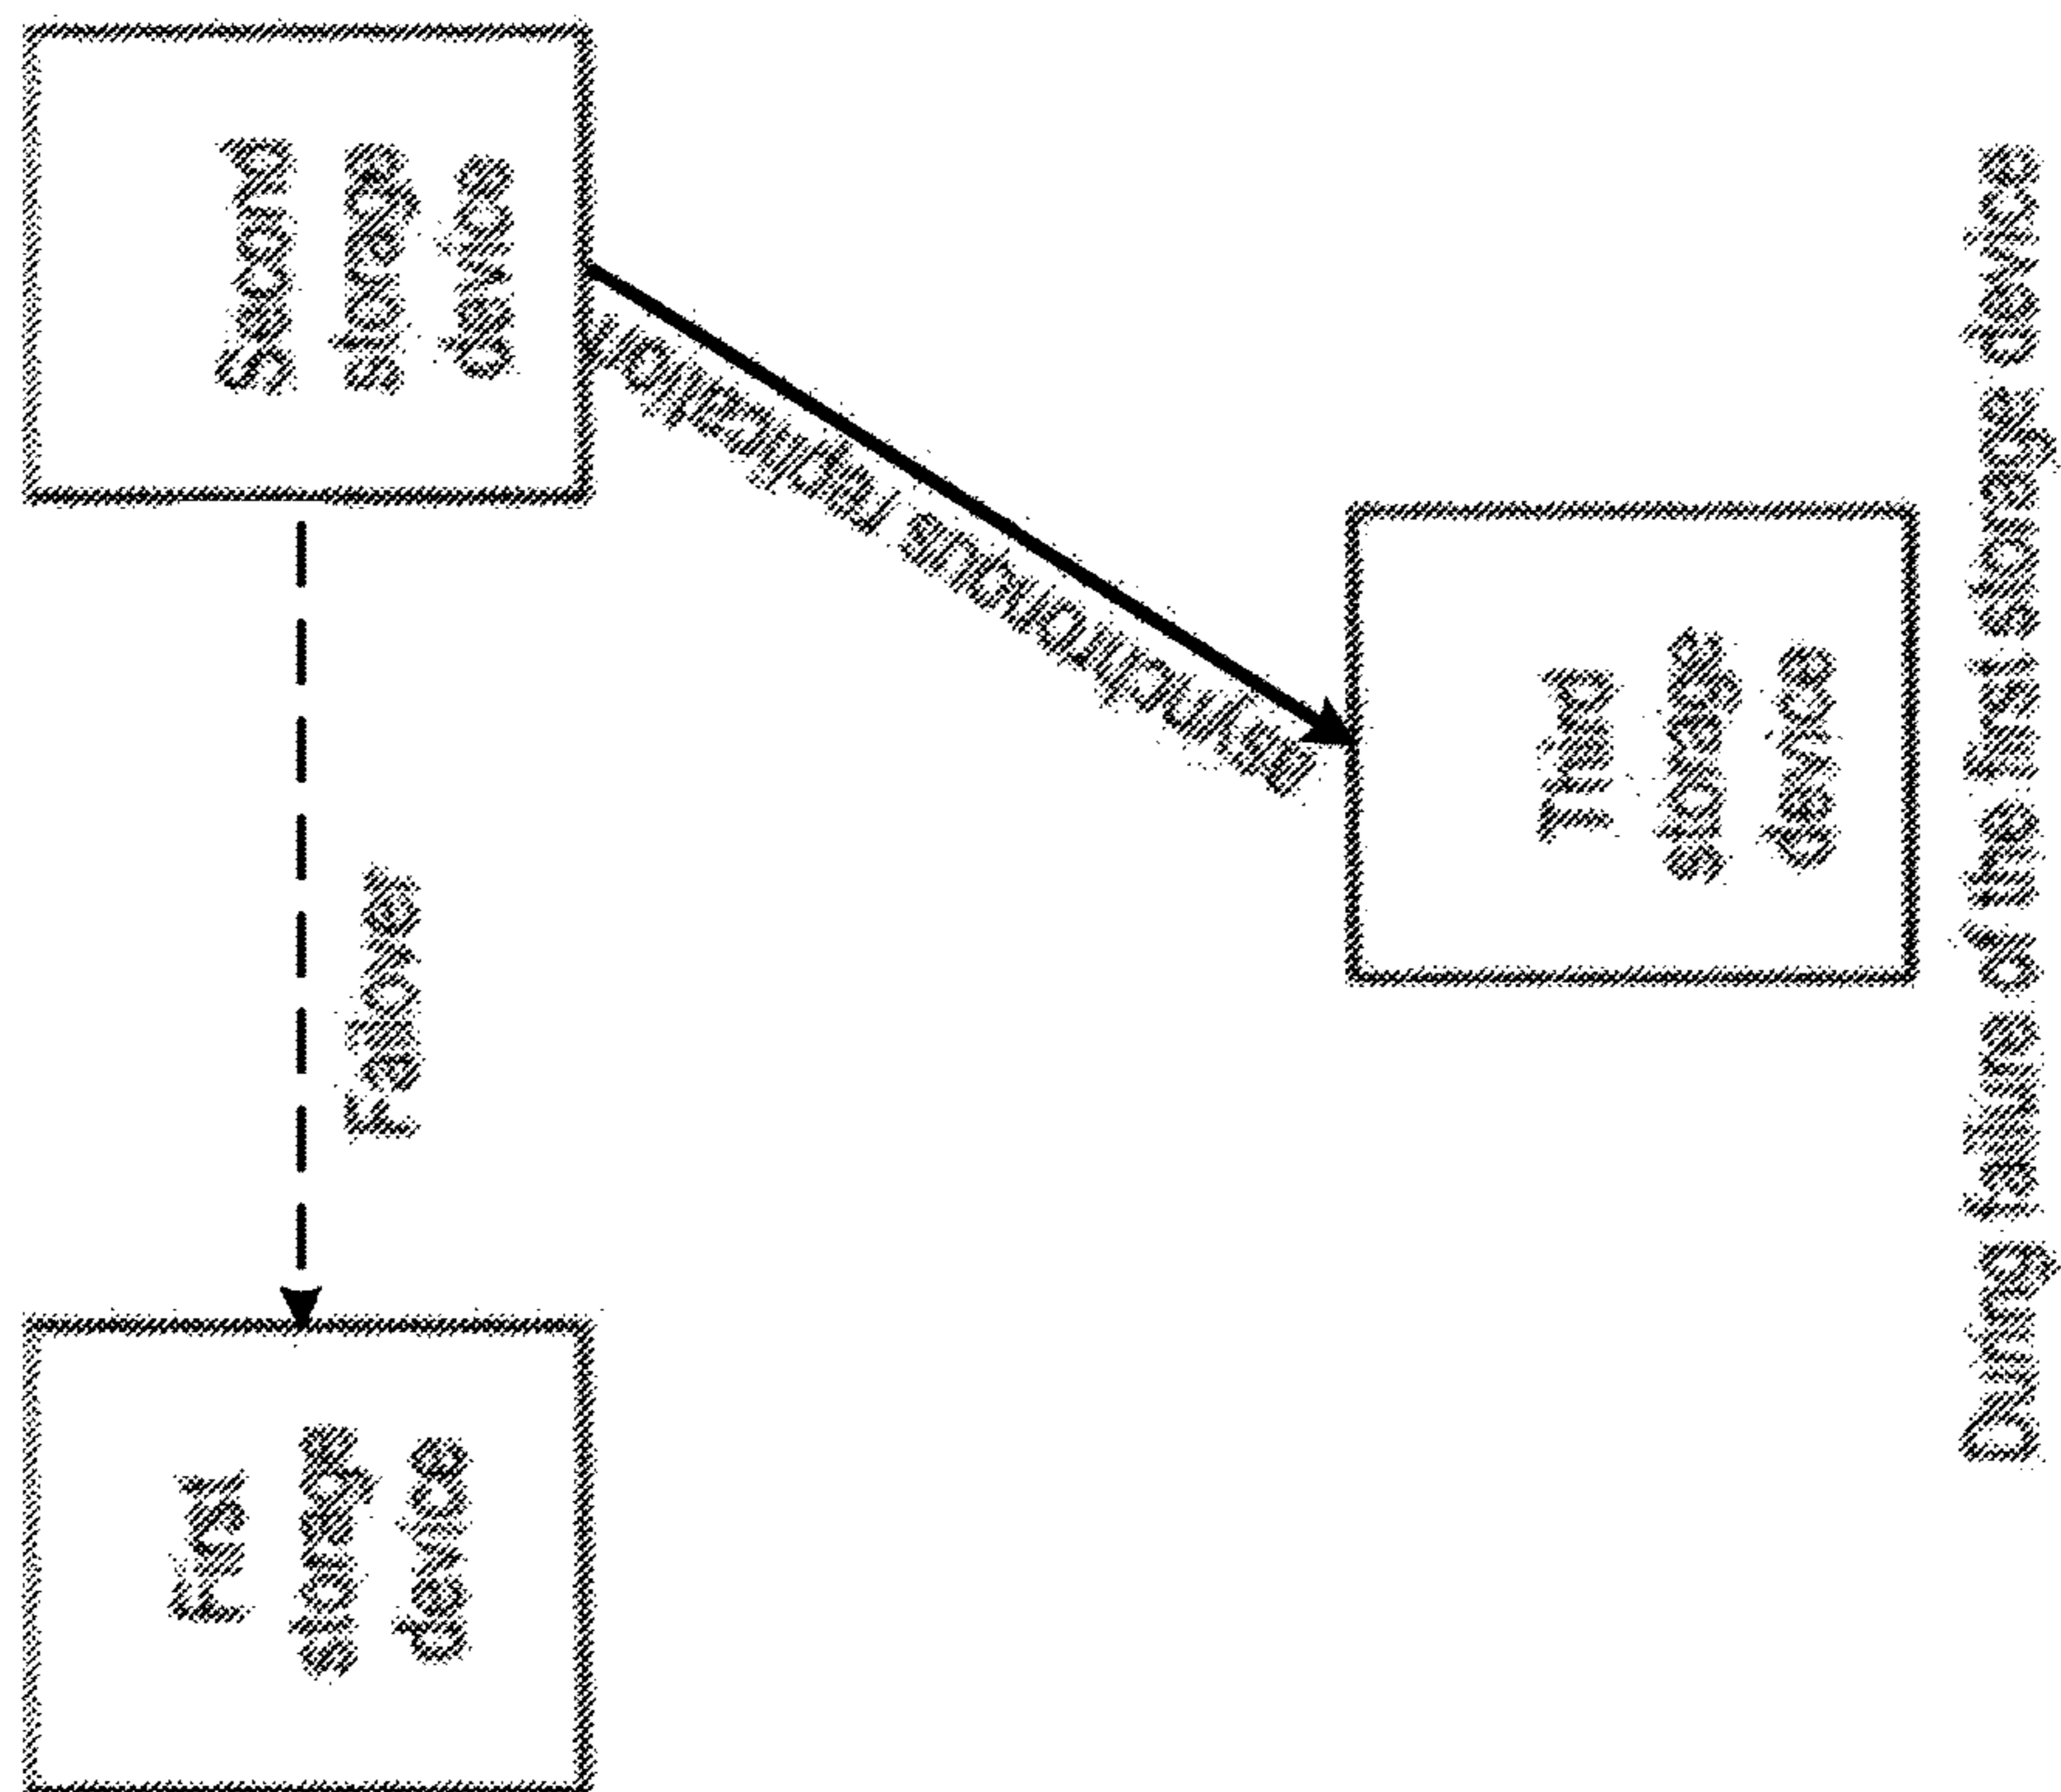 First
storage
device
Failover
Second
storage
device
asynchronous replication
Third
storage
device
During failure of the first storage device